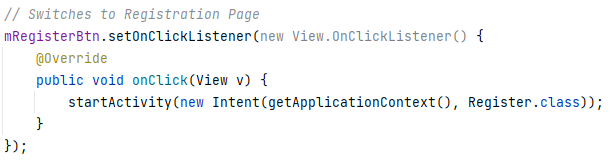 // Switches to Registration Page
mRegisterBtn.setOnClickListener(new View.OnClickListener() {
    @Override
    public void onClick(View v) {
        startActivity(new Intent(getApplicationContext(), Register.class));
    }
});